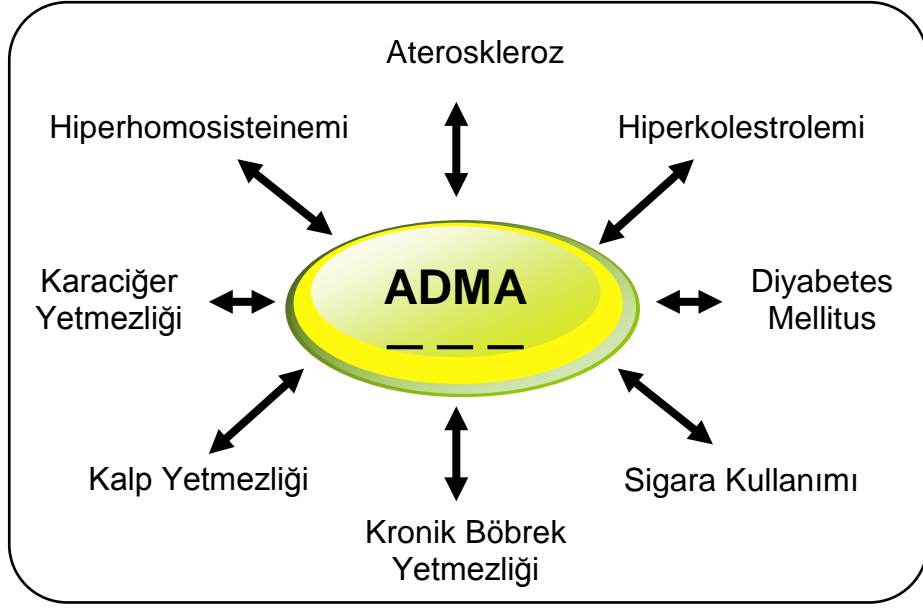 Ateroskleroz
Hiperhomosisteinemi
Hiperkolestrolemi
ADMA
_ _ _
Karaciğer
Yetmezliği
Diyabetes
Mellitus
Kalp Yetmezliği
Sigara Kullanımı
Kronik Böbrek
Yetmezliği